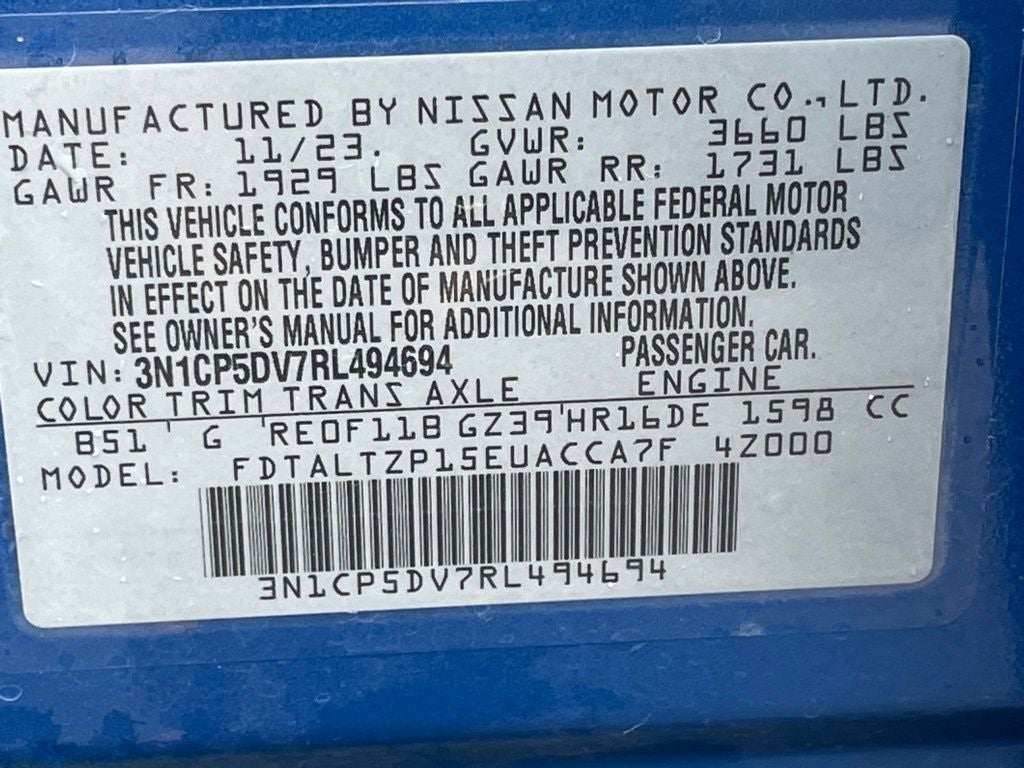 MANUFACTURED BY NISSAN MOTOR CO., LTD.
DATE: 11/23. GVWR: 3660 LBS
GAWR FR: 1929 LBS GAWR RR: 1731 LBS
THIS VEHICLE CONFORMS TO ALL APPLICABLE FEDERAL MOTOR
VEHICLE SAFETY, BUMPER AND THEFT PREVENTION STANDARDS
IN EFFECT ON THE DATE OF MANUFACTURE SHOWN ABOVE.
SEE OWNER'S MANUAL FOR ADDITIONAL INFORMATION.
VIN: 3N1CP5DV7RL494694 PASSENGER CAR.
COLOR TRIM TRANS AXLE ENGINE
B51 ' G 'RE0F11B GZ39'HR16DE 1598 CC
MODEL: FDTALTZP15EUACCA7F 4Z000
3N1CP5DV7RL494694